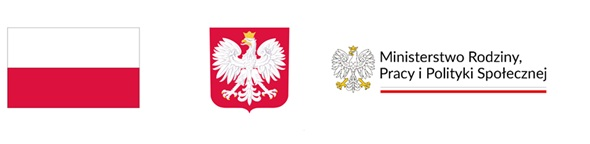 Ministerstwo Rodziny,
Pracy i Polityki Społecznej